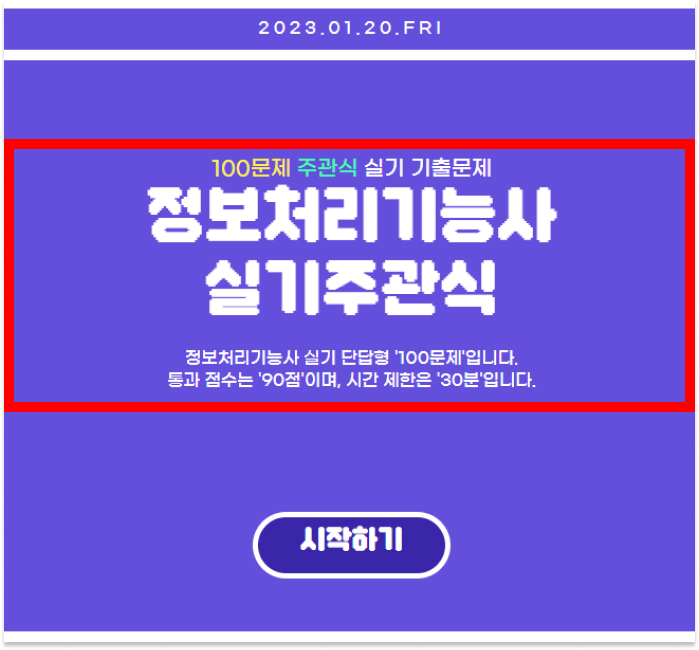 2023.01.20.FRI
100문제 주관식 실기 기출문제
정보처리기능사
실기주관식
정보처리기능사 실기 단답형 '100문제'입니다.
통과 점수는 '90점'이며, 시간 제한은 '30분'입니다.
시작하기